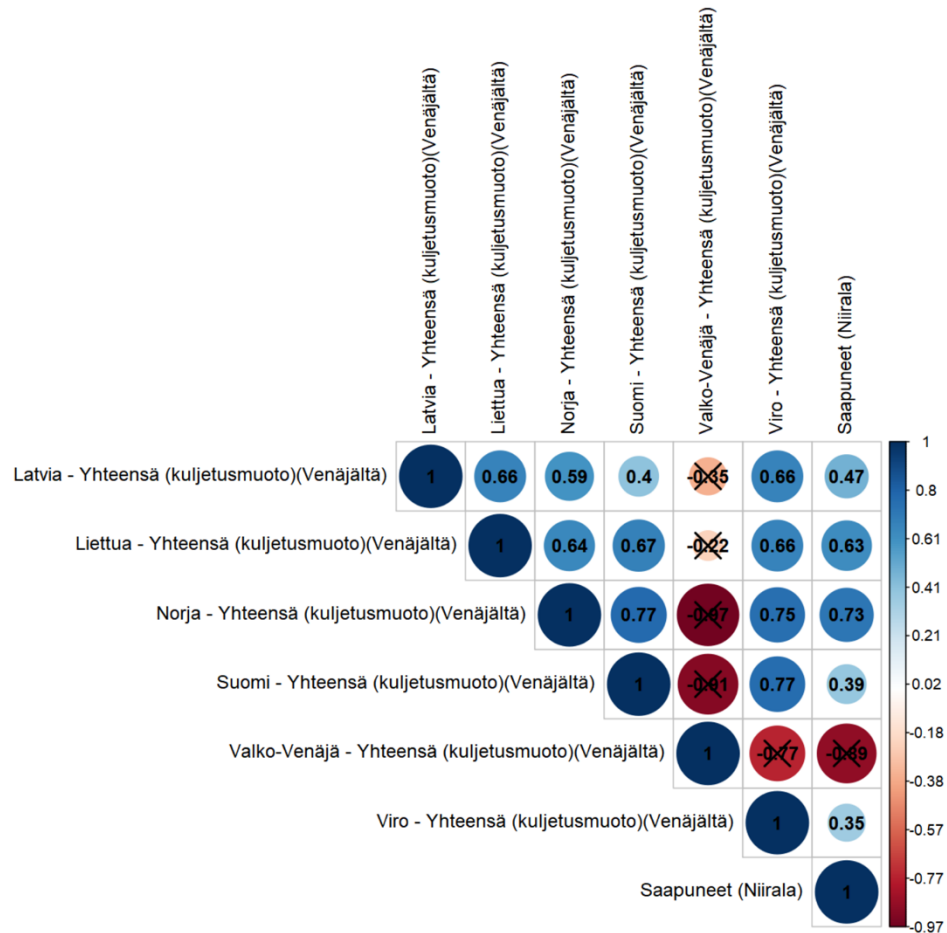 Latvia - Yhteensä (kuljetusmuoto)(Venäjältä)
Liettua - Yhteensä (kuljetusmuoto)(Venäjältä)
Norja - Yhteensä (kuljetusmuoto)(Venäjältä)
Suomi - Yhteensä (kuljetusmuoto)(Venäjältä)
Valko-Venäjä - Yhteensä (kuljetusmuoto)(Venäjältä)
Viro - Yhteensä (kuljetusmuoto)(Venäjältä)
Saapuneet (Niirala)
Latvia - Yhteensä (kuljetusmuoto)(Venäjältä) 1 0.66 0.59 0.4 -0.35 0.66 0.47
Liettua - Yhteensä (kuljetusmuoto)(Venäjältä) 1 0.64 0.67 -0.22 0.66 0.63
Norja - Yhteensä (kuljetusmuoto)(Venäjältä) 1 0.77 -0.97 0.75 0.73
Suomi - Yhteensä (kuljetusmuoto)(Venäjältä) 1 -0.91 0.77 0.39
Valko-Venäjä - Yhteensä (kuljetusmuoto)(Venäjältä) 1 -0.77 -0.89
Viro - Yhteensä (kuljetusmuoto)(Venäjältä) 1 0.35
Saapuneet (Niirala) 1
1
0.8
0.61
0.41
0.21
0.02
-0.18
-0.38
-0.57
-0.77
-0.97